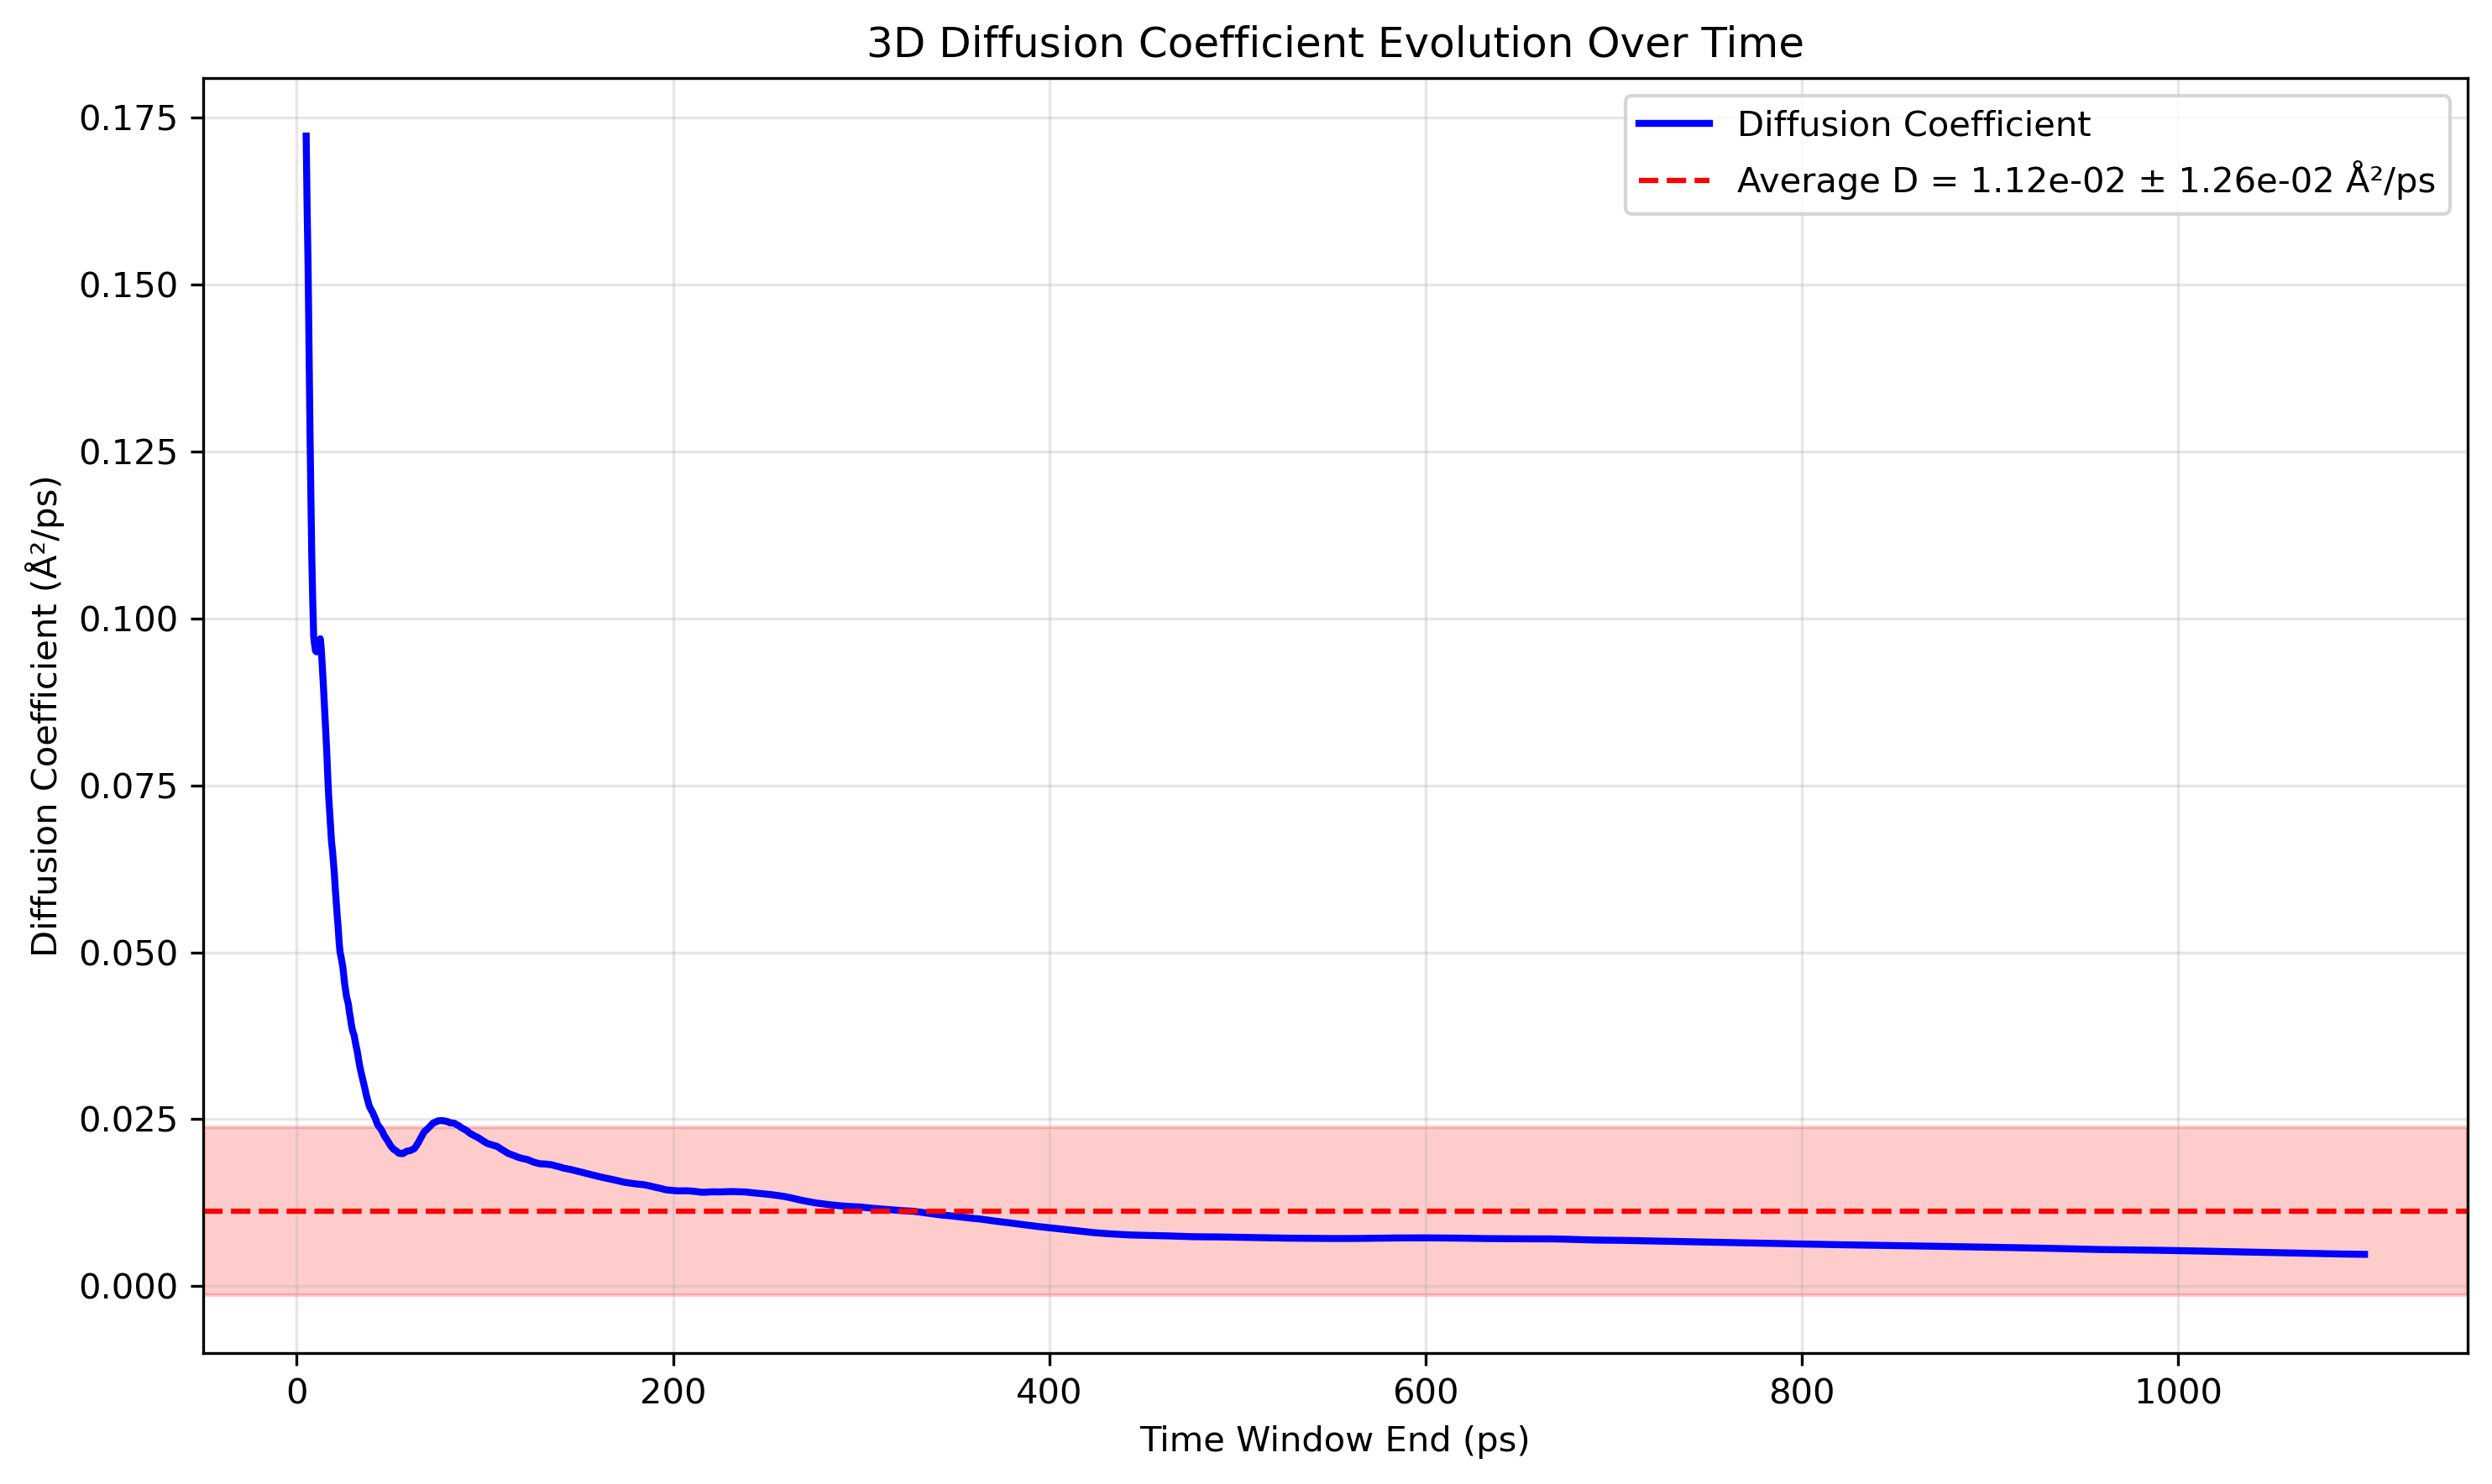 3D Diffusion Coefficient Evolution Over Time
Diffusion Coefficient
Average D = 1.12e-02 ± 1.26e-02 Å²/ps
Diffusion Coefficient (Å²/ps)
0.175
0.150
0.125
0.100
0.075
0.050
0.025
0.000
0 200 400 600 800 1000
Time Window End (ps)